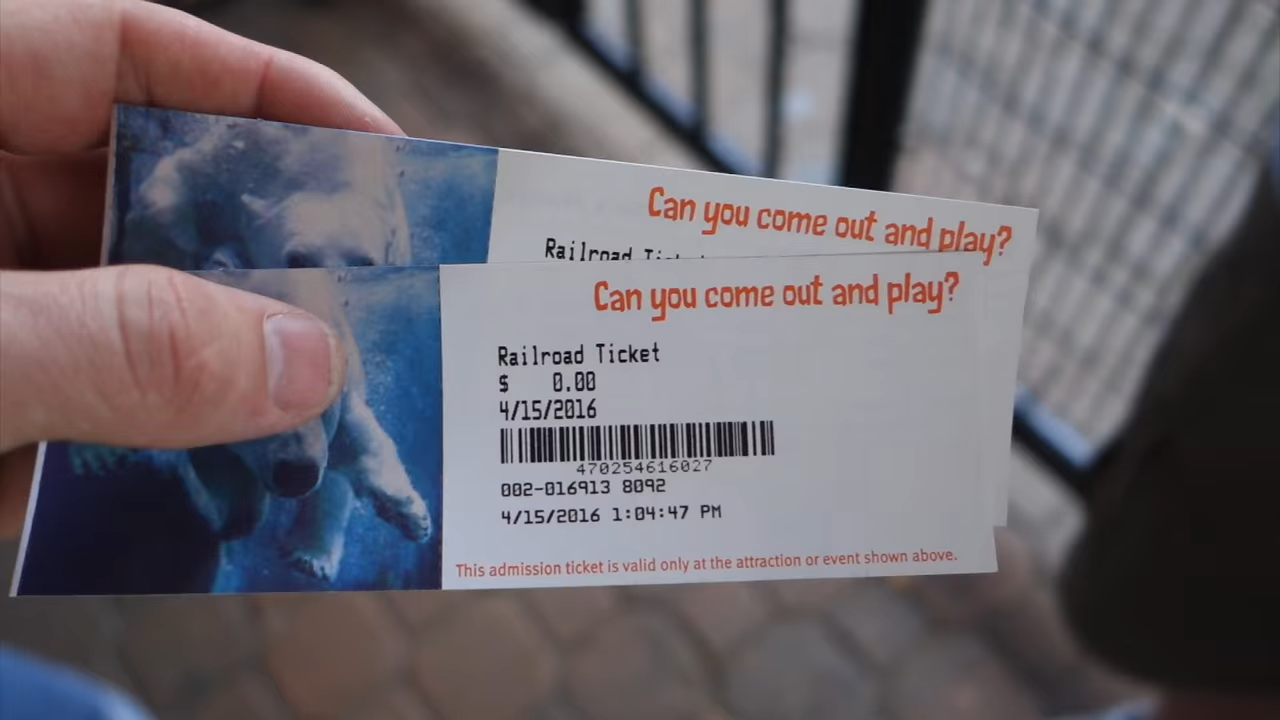 Can you come out and play?
Railroad Ticket
Can you come out and play?
Railroad Ticket
$ 0.00
4/15/2016
470254616027
002-016913 8092
4/15/2016 1:04:47 PM
This admission ticket is valid only at the attraction or event shown above.